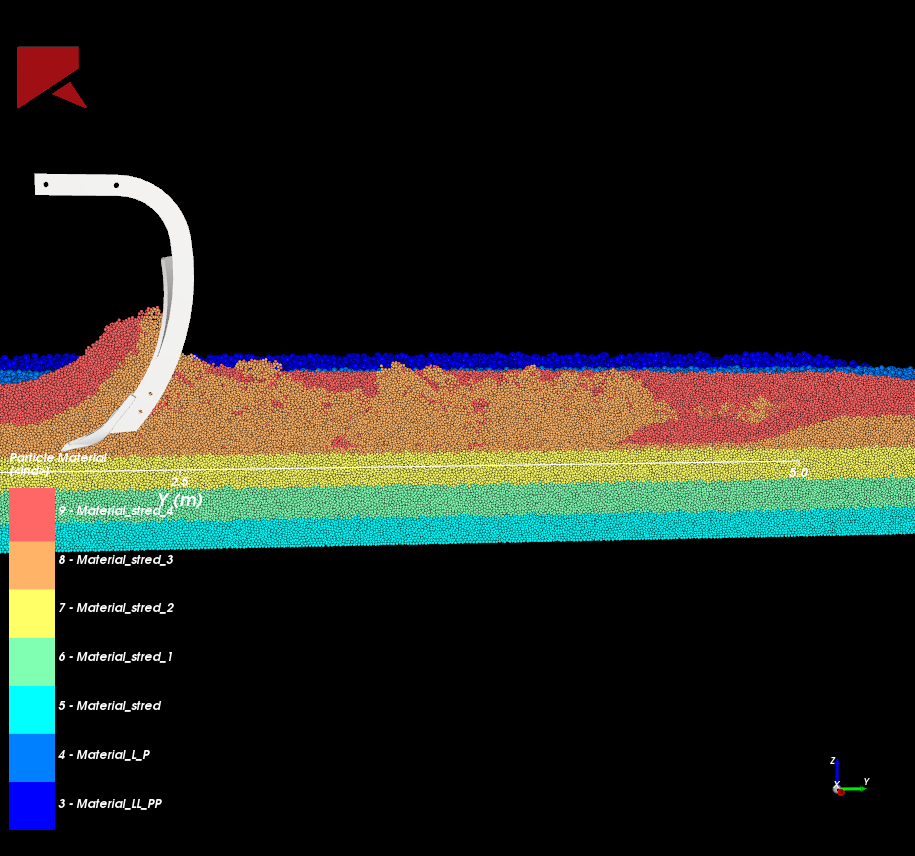 Particle Material
(<ind>)
2.5
5.0
Y (m)
9 - Material_stred_4
8 - Material_stred_3
7 - Material_stred_2
6 - Material_stred_1
5 - Material_stred
4 - Material_L_P
3 - Material_LL_PP
Z
X
Y